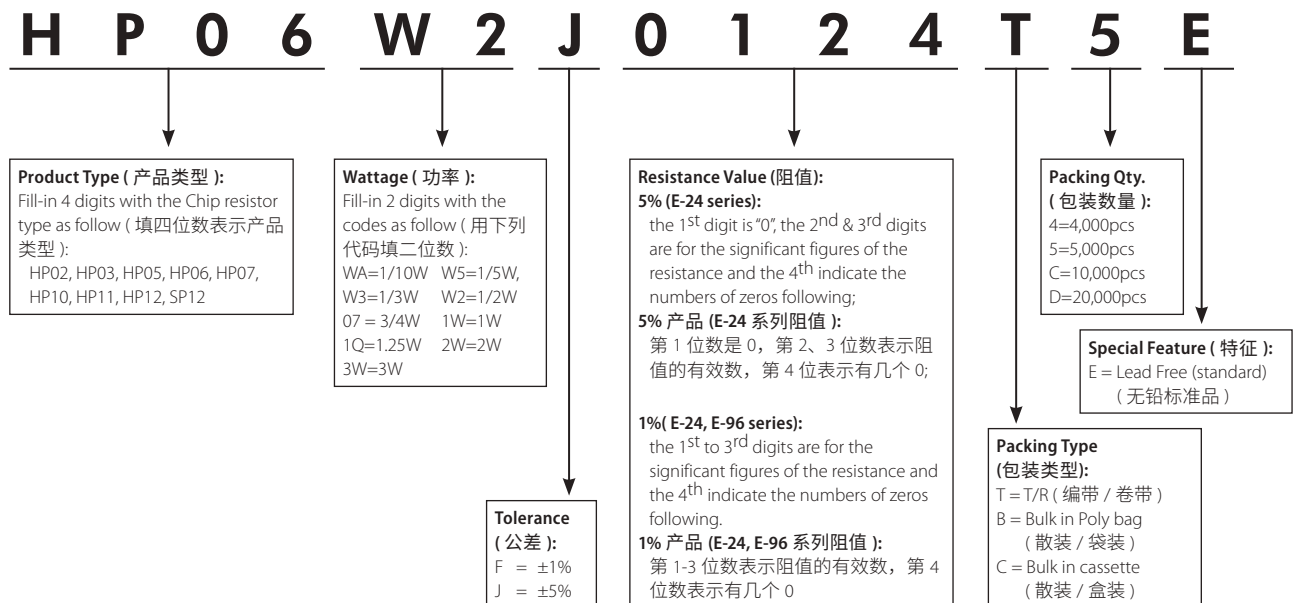 H P 0 6 W 2 J 0 1 2 4 T 5 E
Product Type ( 产品类型 ):
Fill-in 4 digits with the Chip resistor
type as follow ( 填四位数表示产品
类型 ):
HP02, HP03, HP05, HP06, HP07,
HP10, HP11, HP12, SP12
Wattage ( 功率 ):
Fill-in 2 digits with the
codes as follow ( 用下列
代码填二位数 ):
WA=1/10W W5=1/5W,
W3=1/3W W2=1/2W
07 = 3/4W 1W=1W
1Q=1.25W 2W=2W
3W=3W
Tolerance
( 公差 ):
F = ±1%
J = ±5%
Resistance Value (阻值):
5% (E-24 series):
the 1st digit is "0", the 2nd & 3rd digits
are for the significant figures of the
resistance and the 4th indicate the
numbers of zeros following;
5% 产品 (E-24 系列阻值 ):
第 1 位数是 0，第 2、3 位数表示阻
值的有效数，第 4 位表示有几个 0;
1%( E-24, E-96 series):
the 1st to 3rd digits are for the
significant figures of the resistance and
the 4th indicate the numbers of zeros
following.
1% 产品 (E-24, E-96 系列阻值 ):
第 1-3 位数表示阻值的有效数，第 4
位数表示有几个 0
Packing Qty.
( 包装数量 ):
4=4,000pcs
5=5,000pcs
C=10,000pcs
D=20,000pcs
Special Feature ( 特征 ):
E = Lead Free (standard)
( 无铅标准品 )
Packing Type
(包装类型):
T = T/R ( 编带 / 卷带 )
B = Bulk in Poly bag
( 散装 / 袋装 )
C = Bulk in cassette
( 散装 / 盒装 )